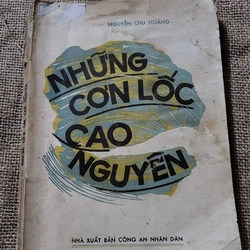 NGUYỄN CHU HOÀNG
NHỮNG
CƠN LỐC
CAO
NGUYÊN
NHÀ XUẤT BẢN CÔNG AN NHÂN DÂN